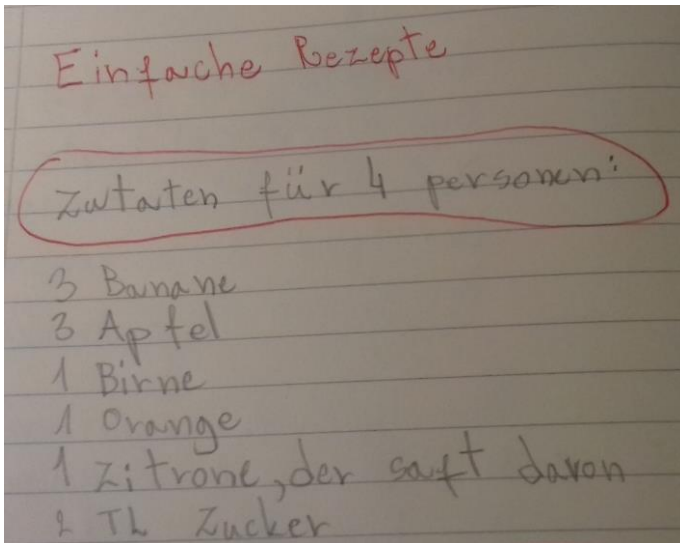 Einfache Rezepte
Zutaten für 4 personen:
3 Banane
3 Apfel
1 Birne
1 Orange
1 Zitrone, der saft davon
2 TL Zucker